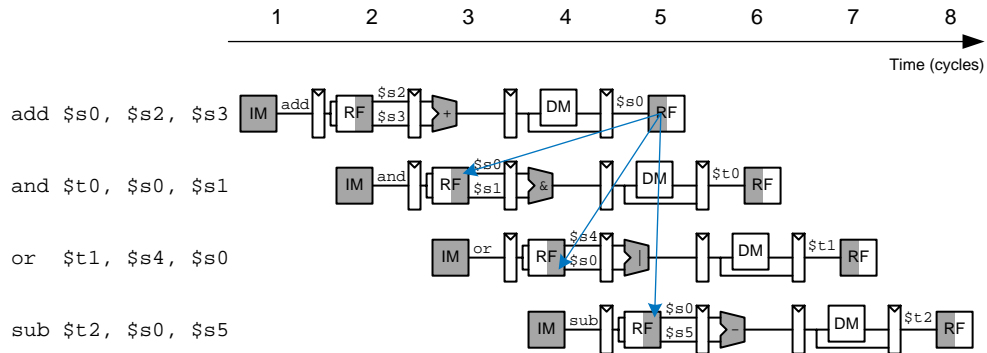 1 2 3 4 5 6 7 8
Time (cycles)
add $s0, $s2, $s3 IM add RF $s2 $s3 + DM $s0 RF
and $t0, $s0, $s1 IM and RF $s0 $s1 & DM $t0 RF
or $t1, $s4, $s0 IM or RF $s4 $s0 | DM $t1 RF
sub $t2, $s0, $s5 IM sub RF $s0 $s5 - DM $t2 RF